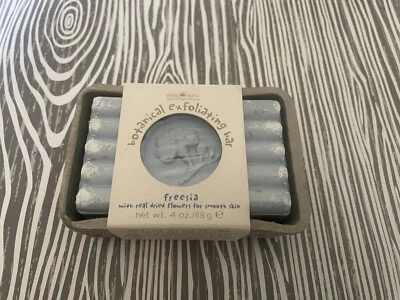 botanical exfoliating bar
freesia
with real dried flowers for smooth skin
net wt. 4 oz./113 g ℮